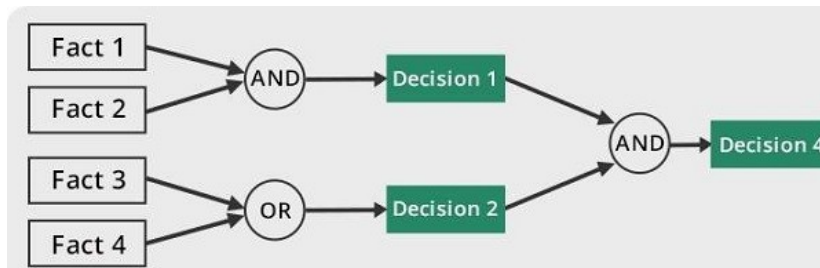 Fact 1
Fact 2
AND
Decision 1
Fact 3
Fact 4
OR
Decision 2
AND
Decision 4